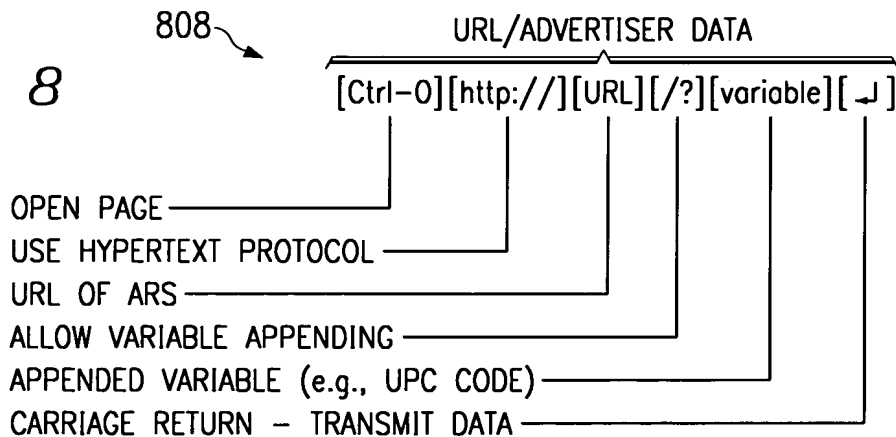 808
URL/ADVERTISER DATA
8
[Ctrl-O][http://][URL][/?][variable][↵]
OPEN PAGE
USE HYPERTEXT PROTOCOL
URL OF ARS
ALLOW VARIABLE APPENDING
APPENDED VARIABLE (e.g., UPC CODE)
CARRIAGE RETURN – TRANSMIT DATA